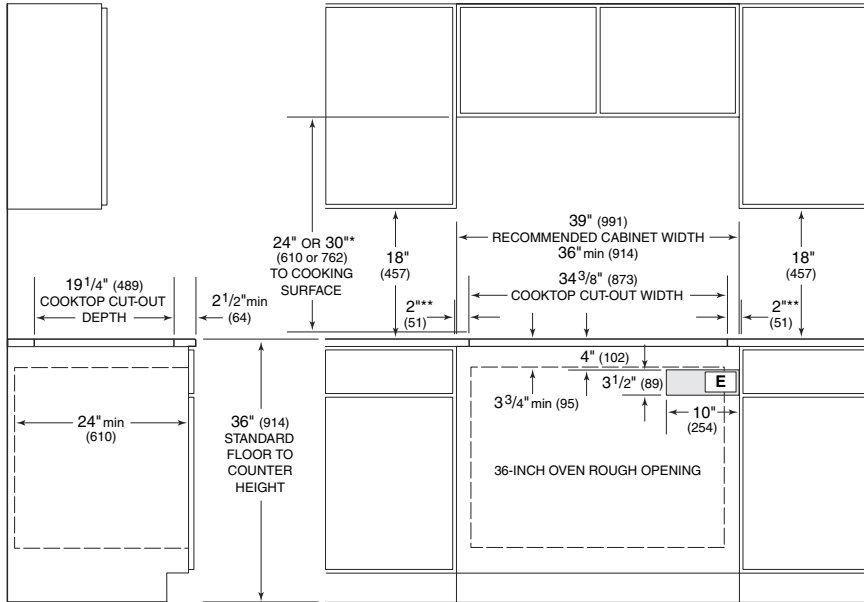 39" (991)
RECOMMENDED CABINET WIDTH
36" min (914)
24" OR 30"*
(610 or 762)
TO COOKING
SURFACE
18"
(457)
18"
(457)
19 1/4" (489)
COOKTOP CUT-OUT
DEPTH
2 1/2" min
(64)
34 3/8" (873)
COOKTOP CUT-OUT WIDTH
2"**
(51)
2"**
(51)
4" (102)
3 1/2" (89)
E
3 3/4" min (95)
10"
(254)
24" min
(610)
36" (914)
STANDARD
FLOOR TO
COUNTER
HEIGHT
36-INCH OVEN ROUGH OPENING